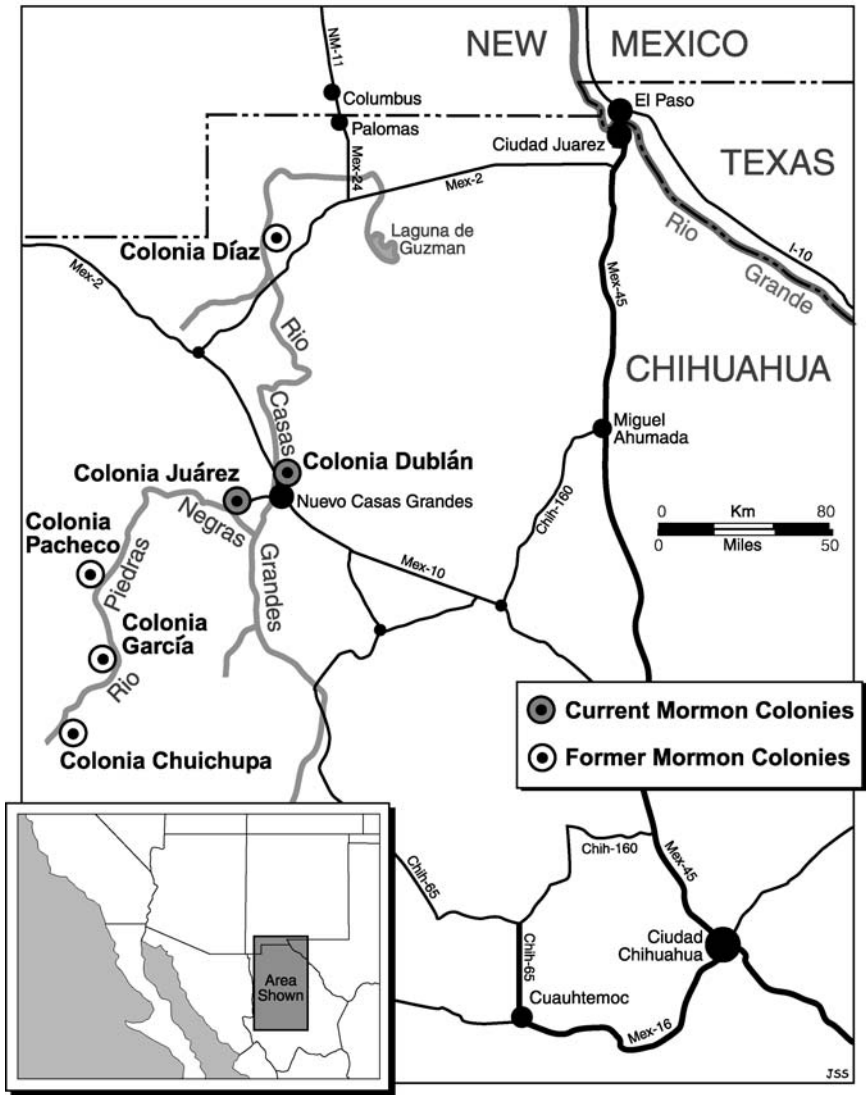 NEW MEXICO
NM-11
Columbus
El Paso
Palomas
Ciudad Juarez
TEXAS
Mex-24
Mex-2
Rio
Grande
I-10
Laguna de
Guzman
Colonia Díaz
Mex-2
Mex-45
Rio
CHIHUAHUA
Casas
Miguel
Ahumada
Colonia Dublán
Colonia Juárez
Nuevo Casas Grandes
Negras
Chih-160
0 Km 80
0 Miles 50
Colonia
Pacheco
Piedras
Grandes
Mex-10
Colonia
García
Rio
Colonia Chuichupa
Current Mormon Colonies
Former Mormon Colonies
Chih-65
Chih-160
Mex-45
Ciudad
Chihuahua
Chih-65
Area
Shown
Cuauhtemoc
Mex-16
JSS